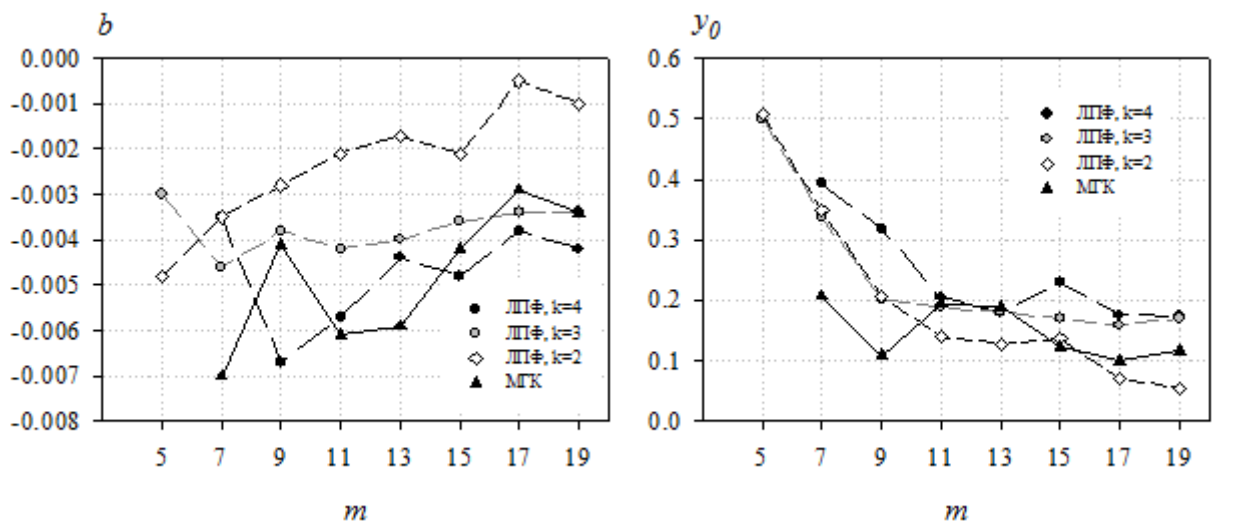 b
0.000
-0.001
-0.002
-0.003
-0.004
-0.005
-0.006
-0.007
-0.008
ЛПФ, k=4
ЛПФ, k=3
ЛПФ, k=2
МГК
5 7 9 11 13 15 17 19
m
y0
0.6
0.5
0.4
0.3
0.2
0.1
0.0
ЛПФ, k=4
ЛПФ, k=3
ЛПФ, k=2
МГК
5 7 9 11 13 15 17 19
m